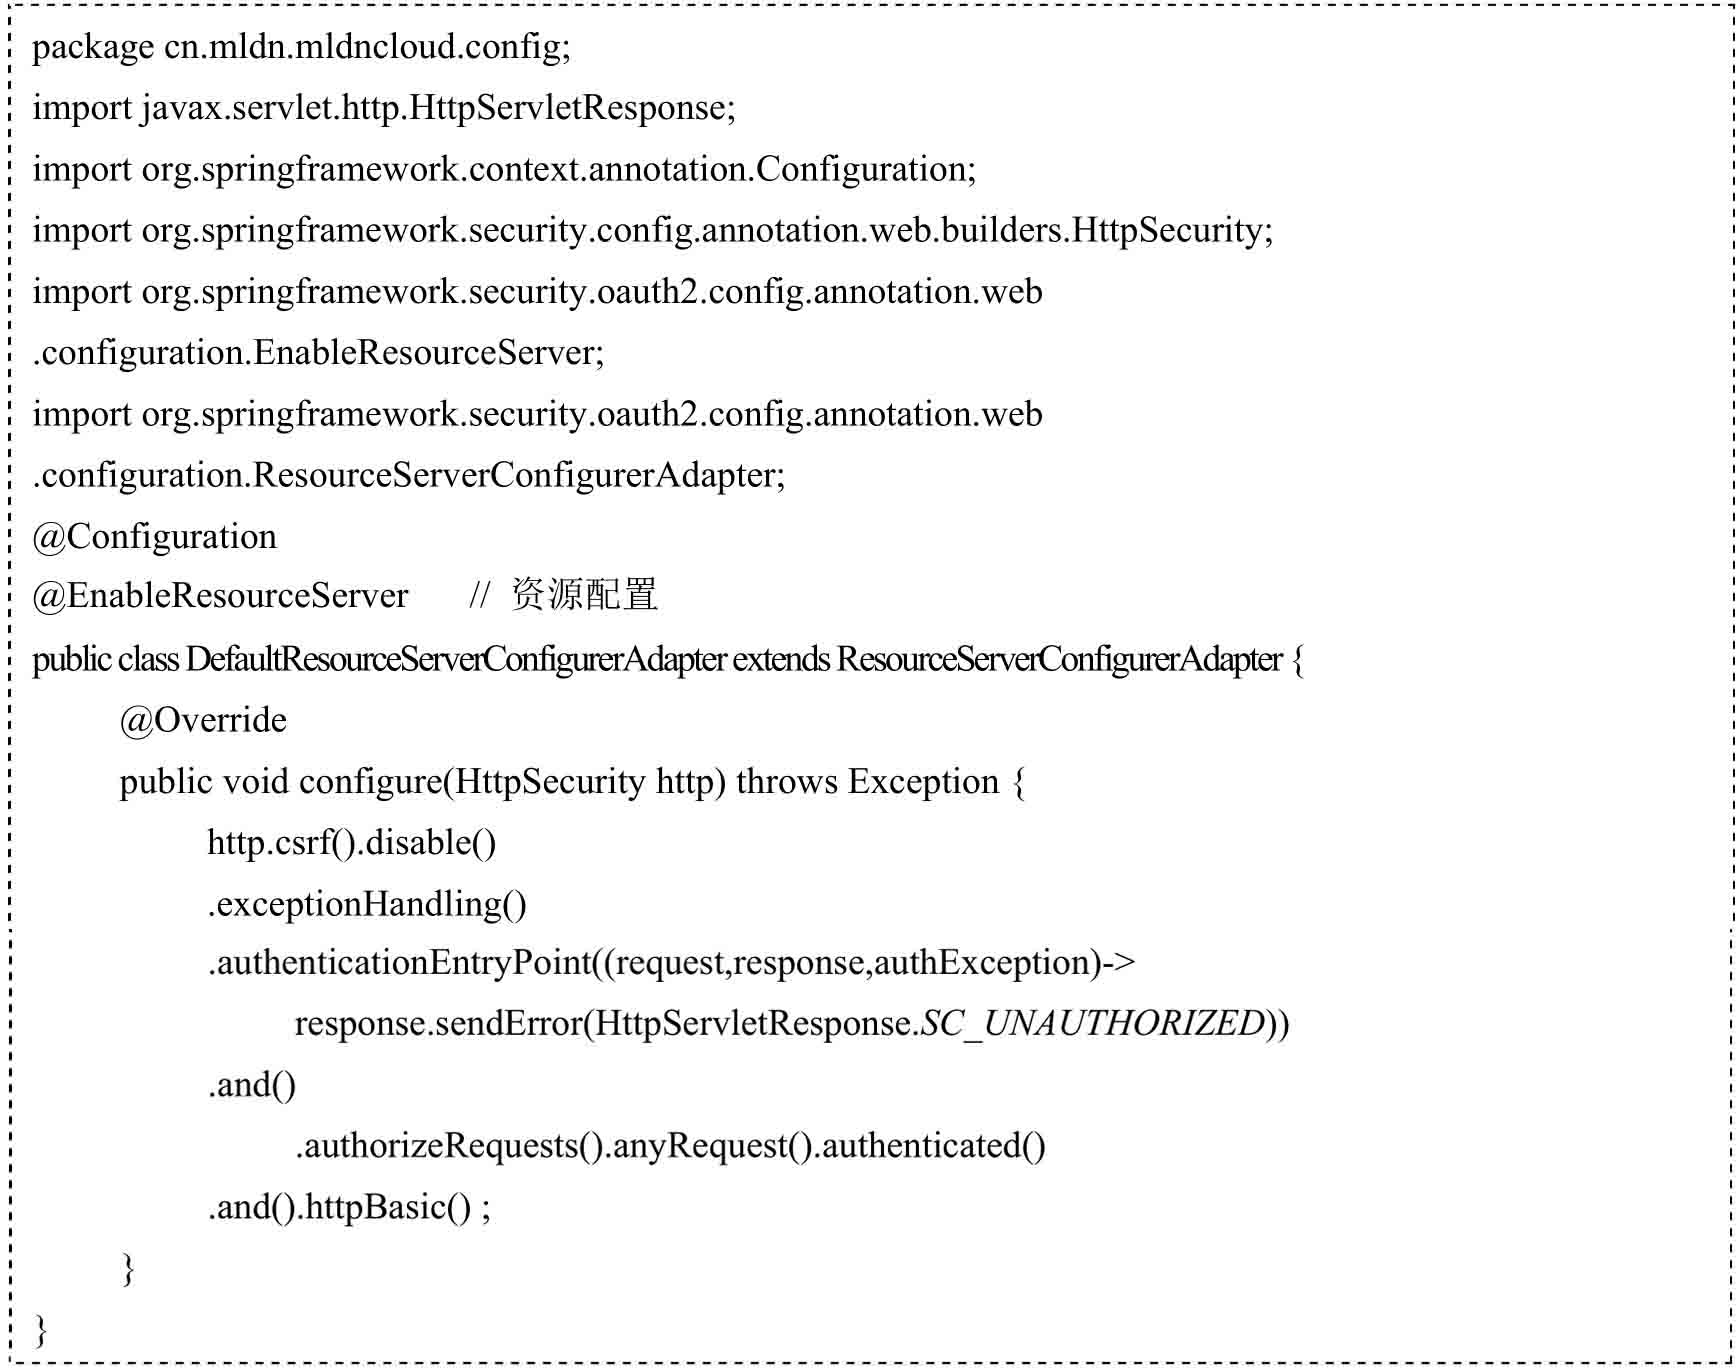 package cn.mldn.mldncloud.config;
import javax.servlet.http.HttpServletResponse;
import org.springframework.context.annotation.Configuration;
import org.springframework.security.config.annotation.web.builders.HttpSecurity;
import org.springframework.security.oauth2.config.annotation.web
.configuration.EnableResourceServer;
import org.springframework.security.oauth2.config.annotation.web
.configuration.ResourceServerConfigurerAdapter;
@Configuration
@EnableResourceServer // 资源配置
public class DefaultResourceServerConfigurerAdapter extends ResourceServerConfigurerAdapter {
@Override
public void configure(HttpSecurity http) throws Exception {
http.csrf().disable()
.exceptionHandling()
.authenticationEntryPoint((request,response,authException)->
response.sendError(HttpServletResponse.SC_UNAUTHORIZED))
.and()
.authorizeRequests().anyRequest().authenticated()
.and().httpBasic() ;
}
}